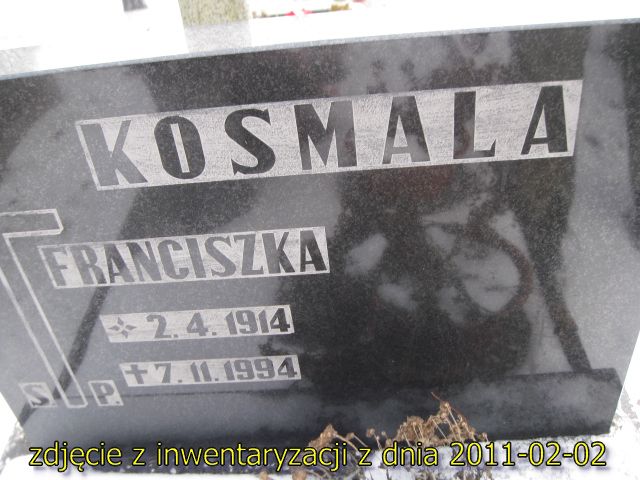 KOSMALA
FRANCISZKA
2.4.1914
✝7.11.1994
S. P.
zdjęcie z inwentaryzacji z dnia 2011-02-02